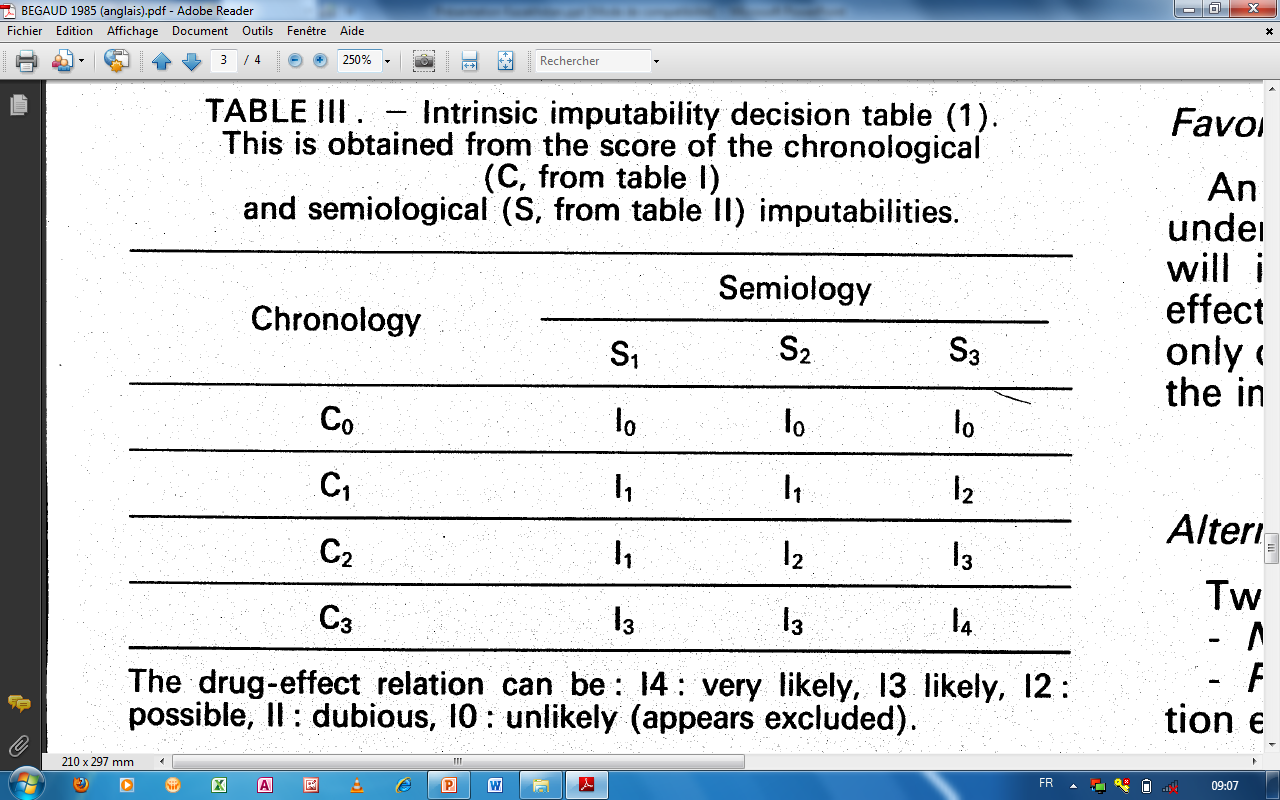 BEGAUD 1985 (anglais).pdf - Adobe Reader
Fichier Edition Affichage Document Outils Fenêtre Aide
3 / 4 250% Rechercher
TABLE III . – Intrinsic imputability decision table (1).
This is obtained from the score of the chronological
(C, from table I)
and semiological (S, from table II) imputabilities.
Chronology
Semiology
S1 S2 S3
C0 I0 I0 I0
C1 I1 I1 I2
C2 I1 I2 I3
C3 I3 I3 I4
The drug-effect relation can be : I4 : very likely, I3 likely, I2 :
possible, II : dubious, I0 : unlikely (appears excluded).
Favor
An
under
will i
effect
only
the in
Altern
Tw
-
-
tion e
210 x 297 mm
FR 09:07